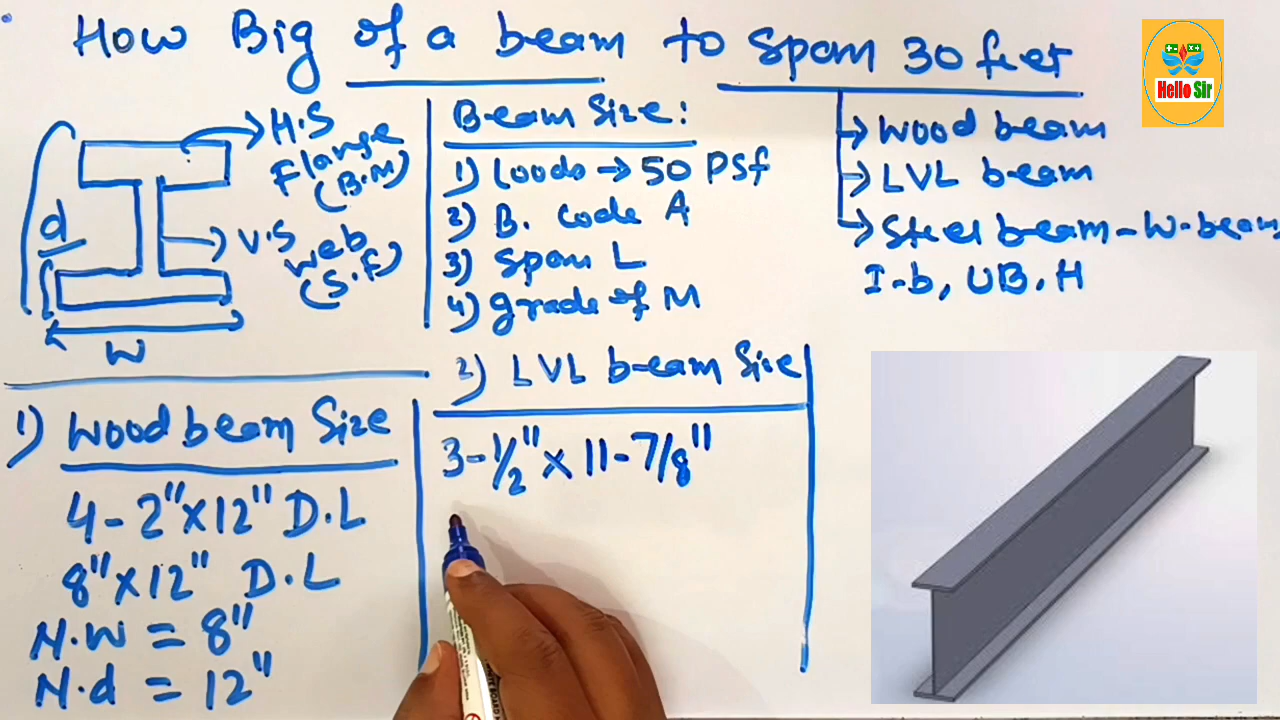 How Big of a beam to Span 30 feet
Hello Sir
H.S
Flange
(B.M)
V.S
web
(S.F)
d
W
Beam Size:
1) Loads → 50 PSf
2) B. code A
3) Span L
4) grade of M
→ Wood beam
→ LVL beam
→ Steel beam - W-beam,
I-b, UB, H
1) Wood beam Size
4-2"x12" D.L
8"x12" D.L
N.W = 8"
N.d = 12"
2) LVL beam Size
3-1/2" x 11-7/8"